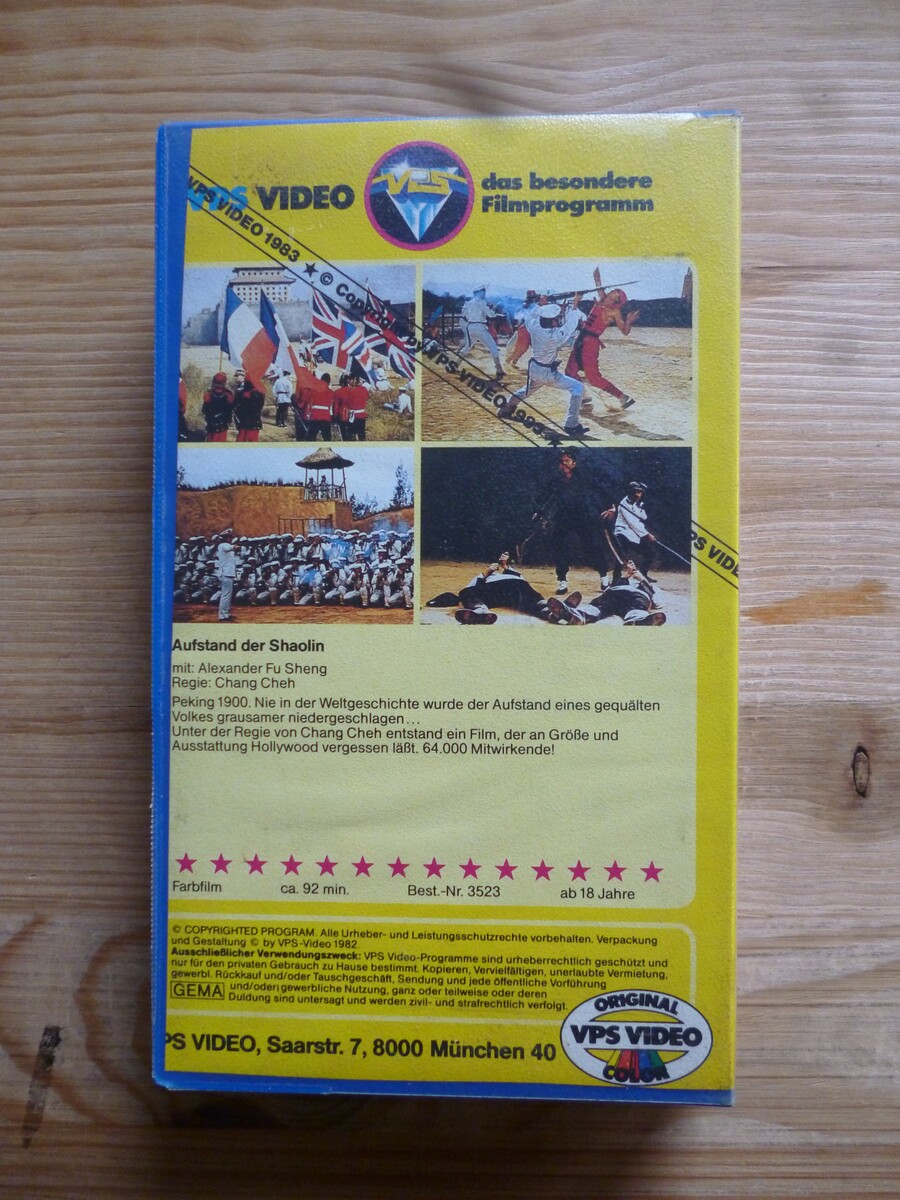 VPS VIDEO
VCS
das besondere
Filmprogramm
VPS VIDEO 1983 ★ ©
VPS-VIDEO 1983 ★
PS VIDE
Aufstand der Shaolin
mit: Alexander Fu Sheng
Regie: Chang Cheh
Peking 1900. Nie in der Weltgeschichte wurde der Aufstand eines gequälten
Volkes grausamer niedergeschlagen...
Unter der Regie von Chang Cheh entstand ein Film, der an Größe und
Ausstattung Hollywood vergessen läßt. 64.000 Mitwirkende!
Farbfilm ca. 92 min. Best.-Nr. 3523 ab 18 Jahre
© COPYRIGHTED PROGRAM. Alle Urheber- und Leistungsschutzrechte vorbehalten. Verpackung
und Gestaltung © by VPS-Video 1982.
Ausschließlicher Verwendungszweck: VPS Video-Programme sind urheberrechtlich geschützt und
nur für den privaten Gebrauch zu Hause bestimmt. Kopieren, Vervielfältigen, unerlaubte Vermietung,
gewerbl. Rückkauf und/oder Tauschgeschäft, Sendung und jede öffentliche Vorführung
GEMA und/oder gewerbliche Nutzung, ganz oder teilweise oder deren
Duldung sind untersagt und werden zivil- und strafrechtlich verfolgt.
PS VIDEO, Saarstr. 7, 8000 München 40
ORIGINAL
VPS VIDEO
COLOR